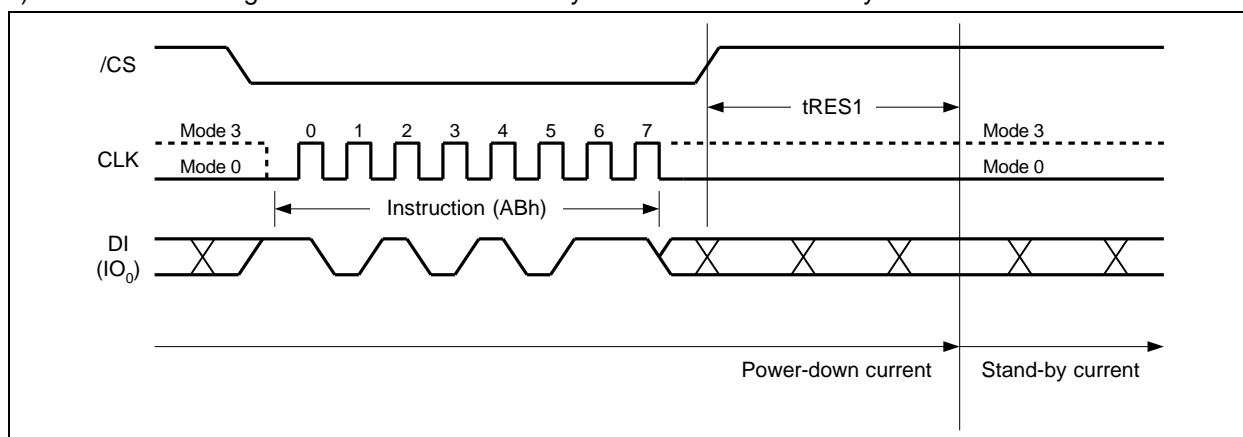 /CS
tRES1
Mode 3 0 1 2 3 4 5 6 7 Mode 3
CLK
Mode 0 Mode 0
Instruction (ABh)
DI
(IO0)
Power-down current Stand-by current